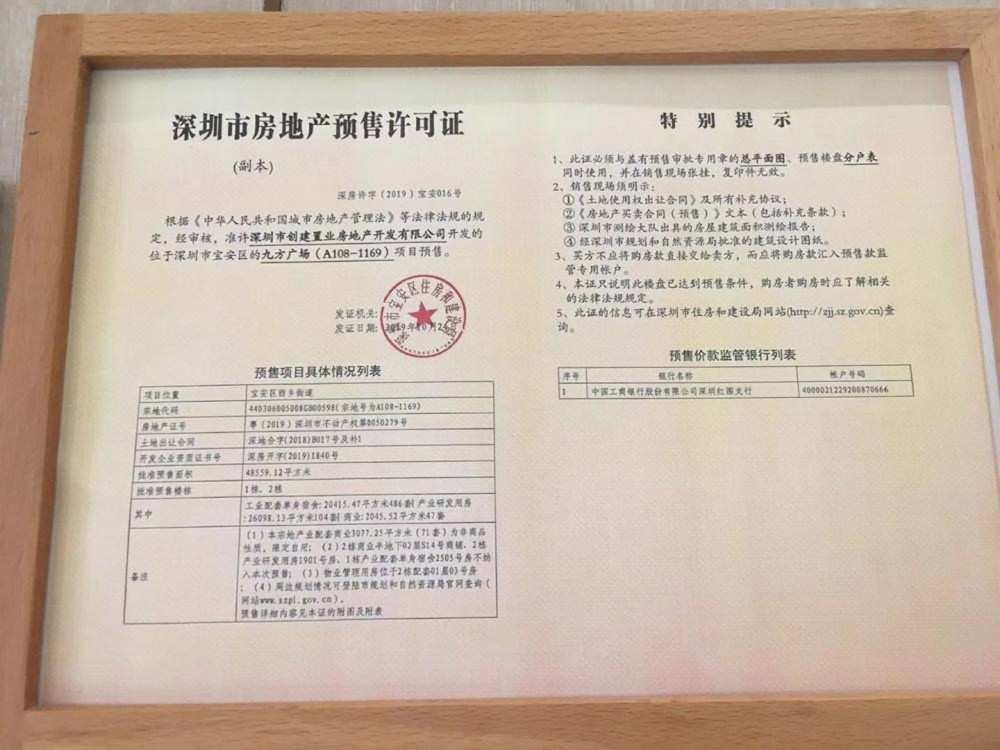 深圳市房地产预售许可证
(副本)
深房许字（2019）宝安016号
根据《中华人民共和国城市房地产管理法》等法律法规的规
定，经审核，准许深圳市创建置业房地产开发有限公司开发的
位于深圳市宝安区的九方广场（A108-1169）项目预售。
发证机关:
发证日期: 2019年10月24
预售项目具体情况列表
项目位置 宝安区西乡街道
宗地代码 440306005008GB00598(宗地号为A108-1169)
房地产证号 粤（2019）深圳市不动产权第0050279号
土地出让合同 深地合字(2018)B017号及补1
开发企业资质证书号 深房开字(2019)1840号
批准预售面积 48559.12平方米
批准预售楼栋 1栋、2栋
其中 工业配套单身宿舍:20415.47平方米486套| 产业研发用房
:26098.13平方米104套| 商业:2045.52平方米47套
备注 (1)本宗地产业配套商业3077.25平方米（71套）为非商品
性质，限定自用；（2）2栋商业半地下02层S14号商铺、2栋
产业研发用房1901号房、1栋产业配套单身宿舍2505号房不纳
入本次预售；（3）物业管理用房位于2栋配套01层03号房
；（4）周边规划情况可登陆市规划和自然资源局官网查询（
网站www.szpl.gov.cn）。
预售详细内容见本证的附图及附表
特别提示
1、此证必须与盖有预售审批专用章的总平面图、预售楼盘分户表
同时使用，并在销售现场张挂，复印件无效。
2、销售现场须明示:
①《土地使用权出让合同》及所有补充协议；
②《房地产买卖合同（预售）》文本（包括补充条款）；
③深圳市测绘大队出具的房屋建筑面积测绘报告；
④经深圳市规划和自然资源局批准的建筑设计图纸。
3、买方不应将购房款直接交给卖方，而应将购房款汇入预售款监
管专用帐户。
4、本证只说明此楼盘已达到预售条件，购房者购房时应了解相关
的法律法规规定。
5、此证的信息可在深圳市住房和建设局网站(http://zjj.sz.gov.cn)查
询。
预售价款监管银行列表
序号 银行名称 帐户号码
1 中国工商银行股份有限公司深圳红围支行 4000021229200870666